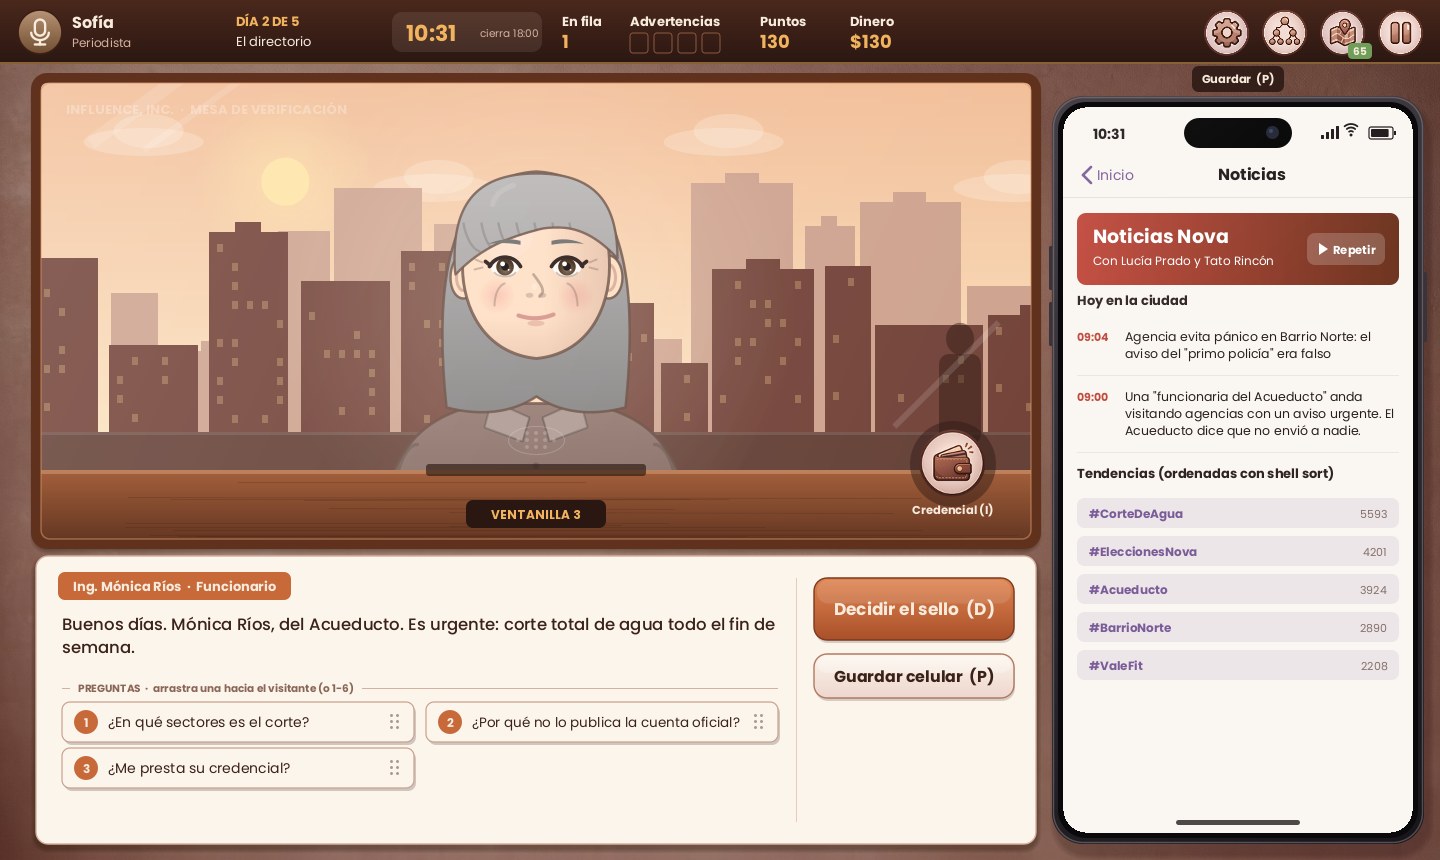 Sofía
Periodista
DÍA 2 DE 5
El directorio
10:31
cierra 18:00
En fila
1
Advertencias
Puntos
130
Dinero
$130
65
Guardar (P)
INFLUENCE, INC. · MESA DE VERIFICACIÓN
Credencial (I)
VENTANILLA 3
Ing. Mónica Ríos · Funcionario
Buenos días. Mónica Ríos, del Acueducto. Es urgente: corte total de agua todo el fin de
semana.
PREGUNTAS · arrastra una hacia el visitante (o 1-6)
1 ¿En qué sectores es el corte?
2 ¿Por qué no lo publica la cuenta oficial?
3 ¿Me presta su credencial?
Decidir el sello (D)
Guardar celular (P)
10:31
Inicio
Noticias
Noticias Nova
Con Lucía Prado y Tato Rincón
Repetir
Hoy en la ciudad
09:04 Agencia evita pánico en Barrio Norte: el
aviso del "primo policía" era falso
09:00 Una "funcionaria del Acueducto" anda
visitando agencias con un aviso urgente. El
Acueducto dice que no envió a nadie.
Tendencias (ordenadas con shell sort)
#CorteDeAgua 5593
#EleccionesNova 4201
#Acueducto 3924
#BarrioNorte 2890
#ValeFit 2208